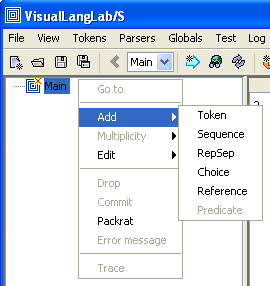 VisualLangLab/S
File View Tokens Parsers Globals Test Log
Main
Main
Go to
Add
Multiplicity
Edit
Drop
Commit
Packrat
Error message
Trace
Token
Sequence
RepSep
Choice
Reference
Predicate